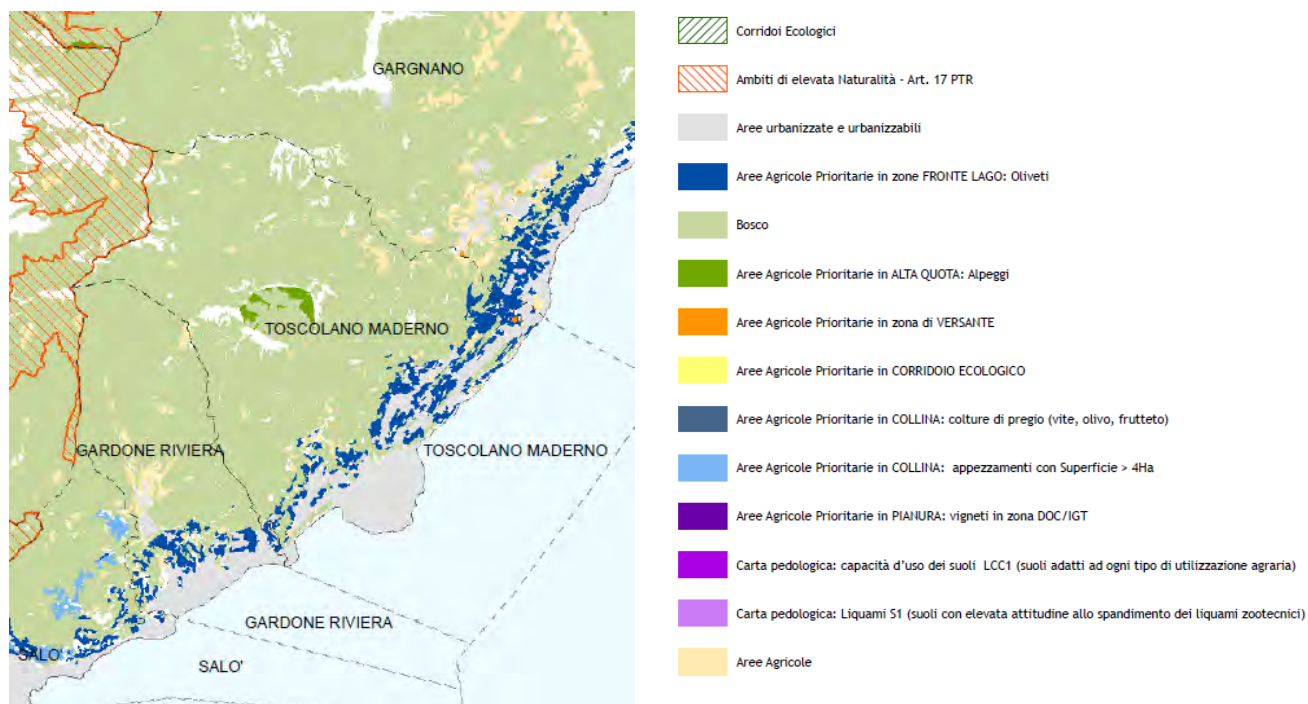 GARGNANO
TOSCOLANO MADERNO
GARDONE RIVIERA
TOSCOLANO MADERNO
GARDONE RIVIERA
SALO'
SALO'
Corridoi Ecologici
Ambiti di elevata Naturalità - Art. 17 PTR
Aree urbanizzate e urbanizzabili
Aree Agricole Prioritarie in zone FRONTE LAGO: Oliveti
Bosco
Aree Agricole Prioritarie in ALTA QUOTA: Alpeggi
Aree Agricole Prioritarie in zona di VERSANTE
Aree Agricole Prioritarie in CORRIDOIO ECOLOGICO
Aree Agricole Prioritarie in COLLINA: colture di pregio (vite, olivo, frutteto)
Aree Agricole Prioritarie in COLLINA: appezzamenti con Superficie > 4Ha
Aree Agricole Prioritarie in PIANURA: vigneti in zona DOC/IGT
Carta pedologica: capacità d'uso dei suoli LCC1 (suoli adatti ad ogni tipo di utilizzazione agraria)
Carta pedologica: Liquami S1 (suoli con elevata attitudine allo spandimento dei liquami zootecnici)
Aree Agricole